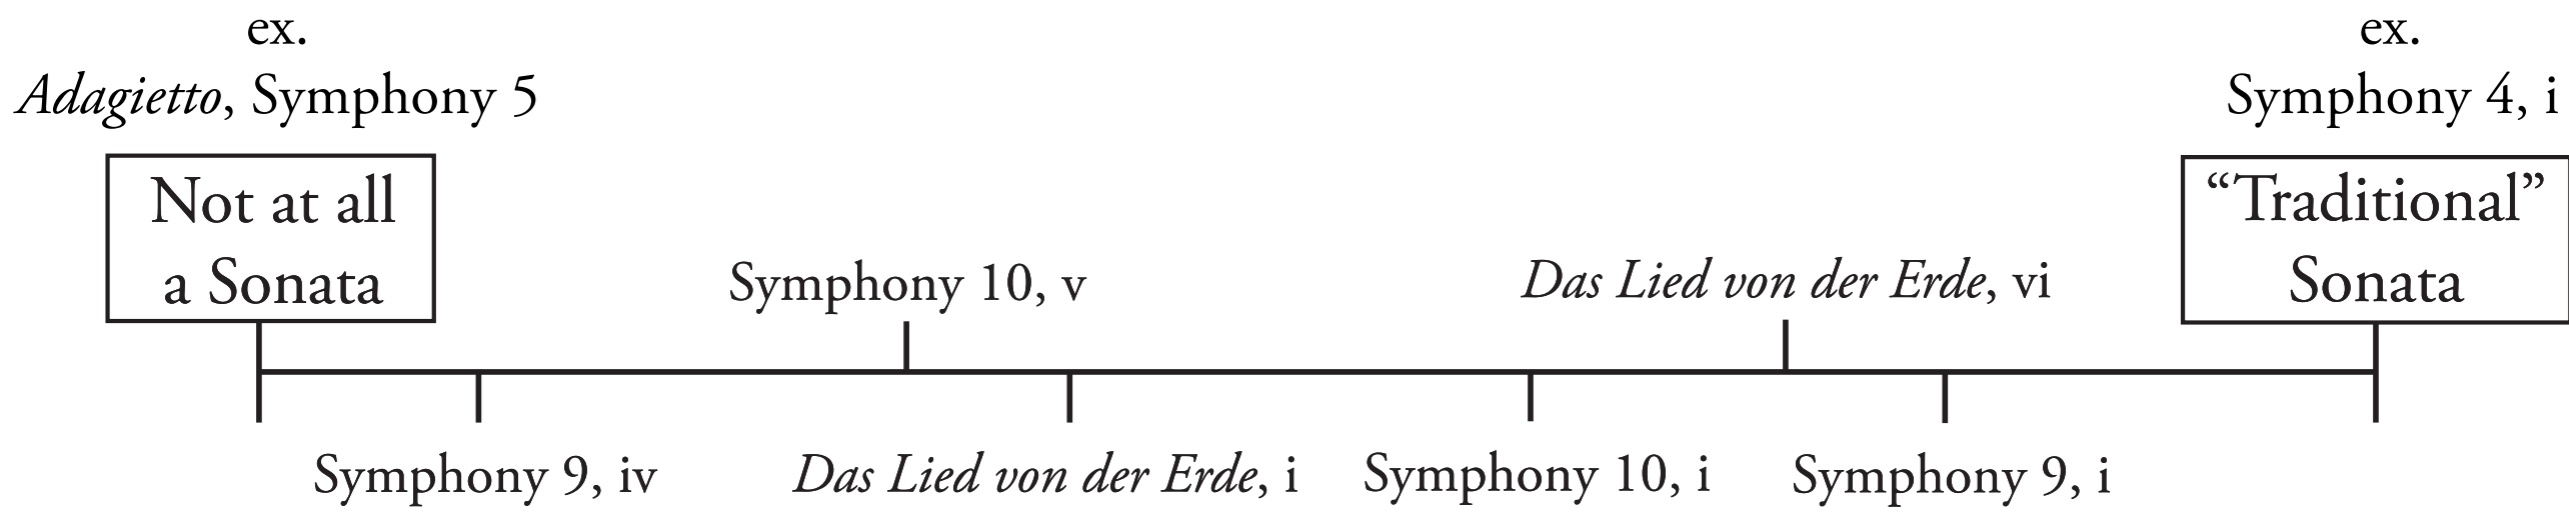 ex.
Adagietto, Symphony 5
Not at all
a Sonata
ex.
Symphony 4, i
“Traditional”
Sonata
Symphony 10, v
Das Lied von der Erde, vi
Symphony 9, iv
Das Lied von der Erde, i
Symphony 10, i
Symphony 9, i